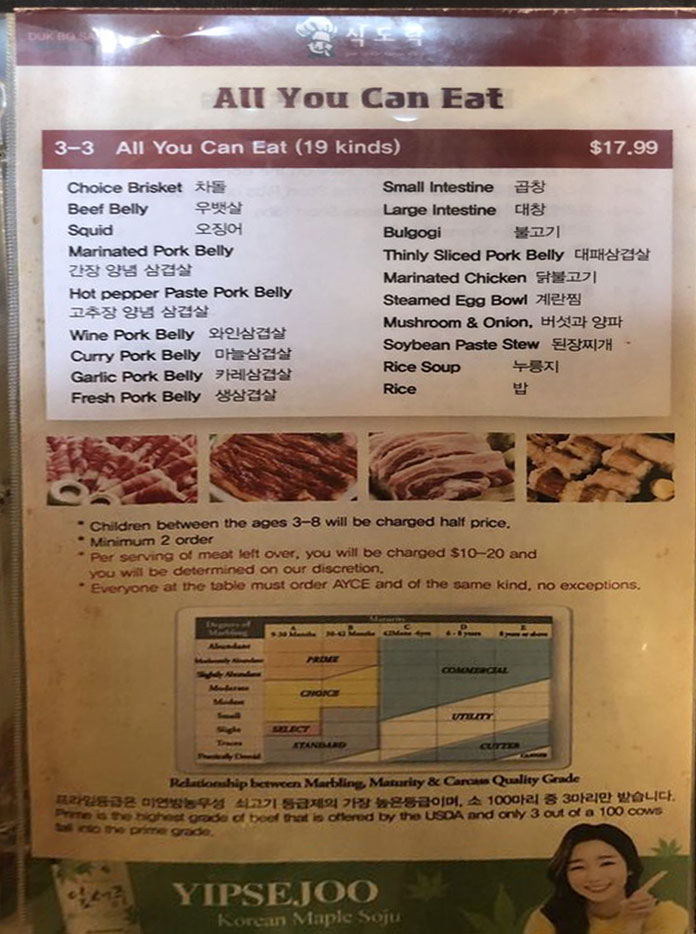 DUK BO SA
식도락
All You Can Eat
3-3 All You Can Eat (19 kinds) $17.99
Choice Brisket 차돌
Beef Belly 우뱃살
Squid 오징어
Marinated Pork Belly
간장 양념 삼겹살
Hot pepper Paste Pork Belly
고추장 양념 삼겹살
Wine Pork Belly 와인삼겹살
Curry Pork Belly 마늘삼겹살
Garlic Pork Belly 카레삼겹살
Fresh Pork Belly 생삼겹살
Small Intestine 곱창
Large Intestine 대창
Bulgogi 불고기
Thinly Sliced Pork Belly 대패삼겹살
Marinated Chicken 닭불고기
Steamed Egg Bowl 계란찜
Mushroom & Onion, 버섯과 양파
Soybean Paste Stew 된장찌개
Rice Soup 누룽지
Rice 밥
* Children between the ages 3-8 will be charged half price.
* Minimum 2 order
* Per serving of meat left over, you will be charged $10-20 and
you will be determined on our discretion.
* Everyone at the table must order AYCE and of the same kind, no exceptions.
Degrees of Marbling
Maturity
A B C D E
9-30 Months 30-42 Months 42Mons -6yrs 6 - 8 years 8 years or above
Abundant
Moderately Abundant
Slightly Abundant
Moderate
Modest
Small
Slight
Traces
Practically Devoid
PRIME
CHOICE
SELECT
STANDARD
COMMERCIAL
UTILITY
CUTTER
CANNER
Relationship between Marbling, Maturity & Carcass Quality Grade
프라임등급은 미연방농무성 쇠고기 등급제의 가장 높은등급이며, 소 100마리 중 3마리만 받습니다.
Prime is the highest grade of beef that is offered by the USDA and only 3 out of a 100 cows
fall into the prime grade.
잎새주
YIPSEJOO
Korean Maple Soju